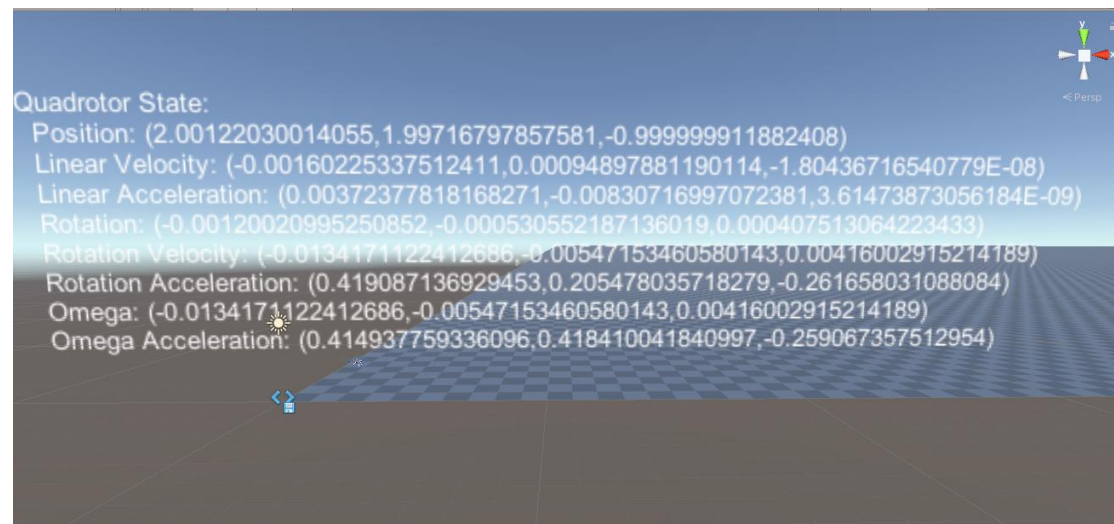 y
x
≺Persp
Quadrotor State:
Position: (2.00122030014055,1.99716797857581,-0.999999911882408)
Linear Velocity: (-0.00160225337512411,0.00094897881190114,-1.80436716540779E-08)
Linear Acceleration: (0.00372377818168271,-0.00830716997072381,3.61473873056184E-09)
Rotation: (-0.00120020995250852,-0.000530552187136019,0.000407513064223433)
Rotation Velocity: (-0.0134171122412686,-0.00547153460580143,0.00416002915214189)
Rotation Acceleration: (0.419087136929453,0.205478035718279,-0.261658031088084)
Omega: (-0.0134171122412686,-0.00547153460580143,0.00416002915214189)
Omega Acceleration: (0.414937759336096,0.418410041840997,-0.259067357512954)